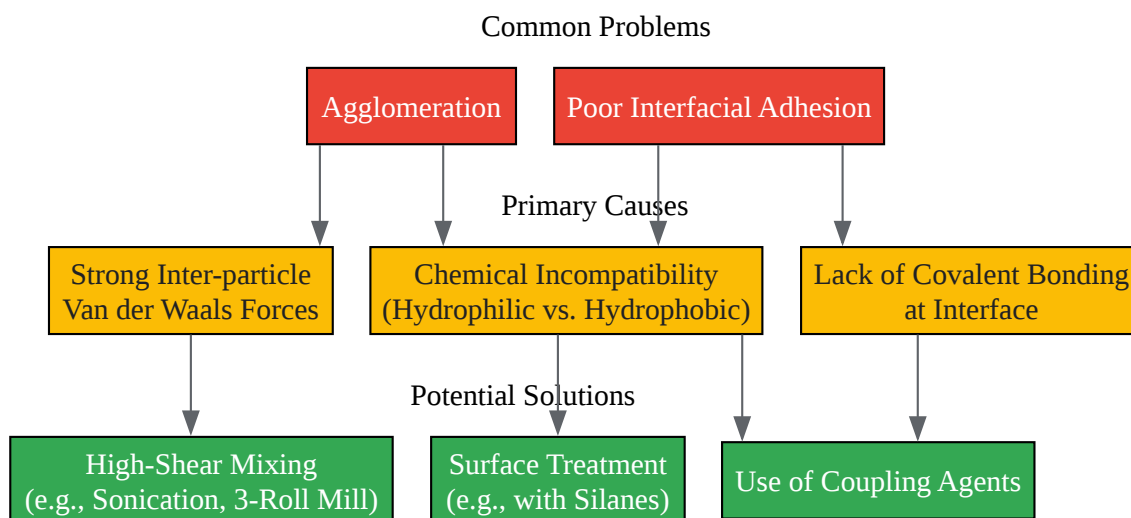 Common Problems
Agglomeration
Poor Interfacial Adhesion
Primary Causes
Strong Inter-particle
Van der Waals Forces
Chemical Incompatibility
(Hydrophilic vs. Hydrophobic)
Lack of Covalent Bonding
at Interface
Potential Solutions
High-Shear Mixing
(e.g., Sonication, 3-Roll Mill)
Surface Treatment
(e.g., with Silanes)
Use of Coupling Agents